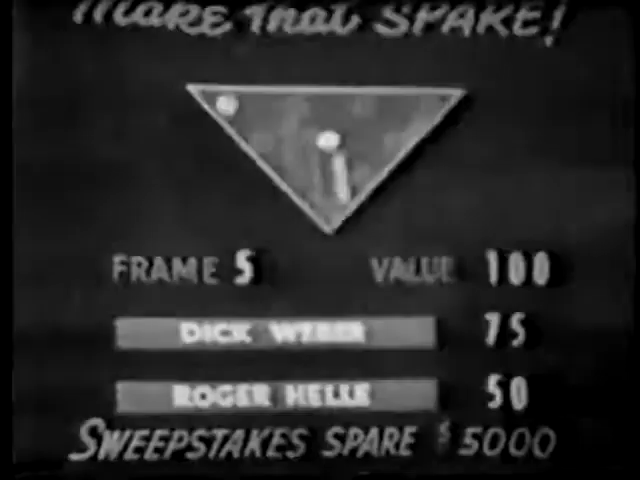 Make that SPARE!
FRAME 5 VALUE 100
DICK WEBER 75
ROGER HELLE 50
SWEEPSTAKES SPARE $5000